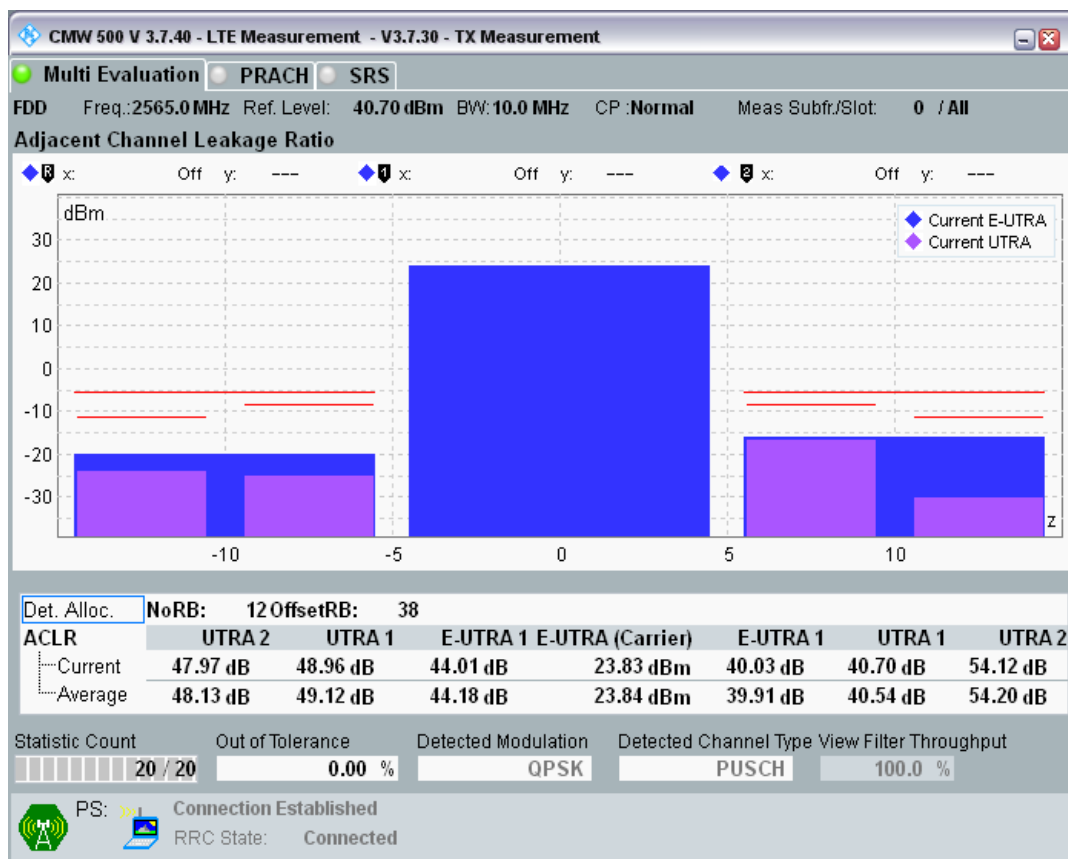 CMW 500 V 3.7.40 - LTE Measurement - V3.7.30 - TX Measurement
Multi Evaluation PRACH SRS
FDD Freq.:2565.0 MHz Ref. Level: 40.70 dBm BW: 10.0 MHz CP :Normal Meas Subfr./Slot: 0 / All
Adjacent Channel Leakage Ratio
R x: Off y: --- 1 x: Off y: --- 2 x: Off y: ---
dBm
Current E-UTRA
Current UTRA
30
20
10
0
-10
-20
-30
z
-10 -5 0 5 10
Det. Alloc. NoRB: 12 OffsetRB: 38
ACLR UTRA 2 UTRA 1 E-UTRA 1 E-UTRA (Carrier) E-UTRA 1 UTRA 1 UTRA 2
Current 47.97 dB 48.96 dB 44.01 dB 23.83 dBm 40.03 dB 40.70 dB 54.12 dB
Average 48.13 dB 49.12 dB 44.18 dB 23.84 dBm 39.91 dB 40.54 dB 54.20 dB
Statistic Count Out of Tolerance Detected Modulation Detected Channel Type View Filter Throughput
20 / 20 0.00 % QPSK PUSCH 100.0 %
PS: Connection Established
RRC State: Connected